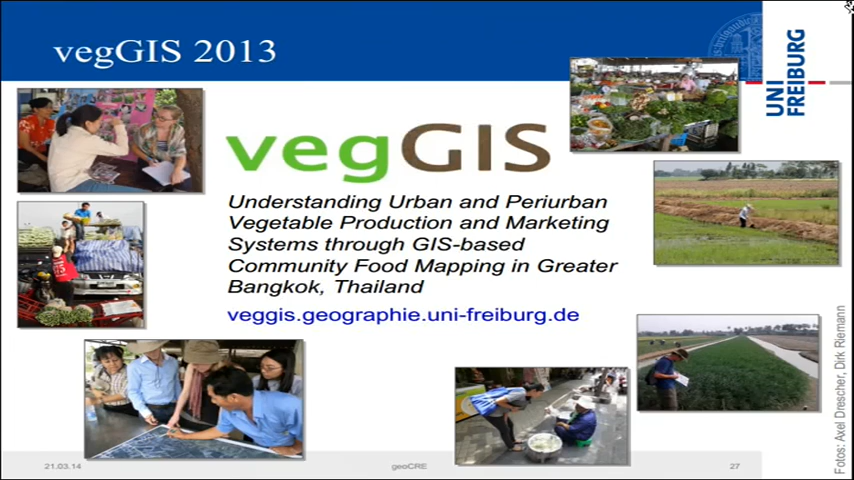 vegGIS 2013
UNI
FREIBURG
vegGIS
Understanding Urban and Periurban
Vegetable Production and Marketing
Systems through GIS-based
Community Food Mapping in Greater
Bangkok, Thailand
veggis.geographie.uni-freiburg.de
Fotos: Axel Drescher, Dirk Riemann
21.03.14
geoCRE
27